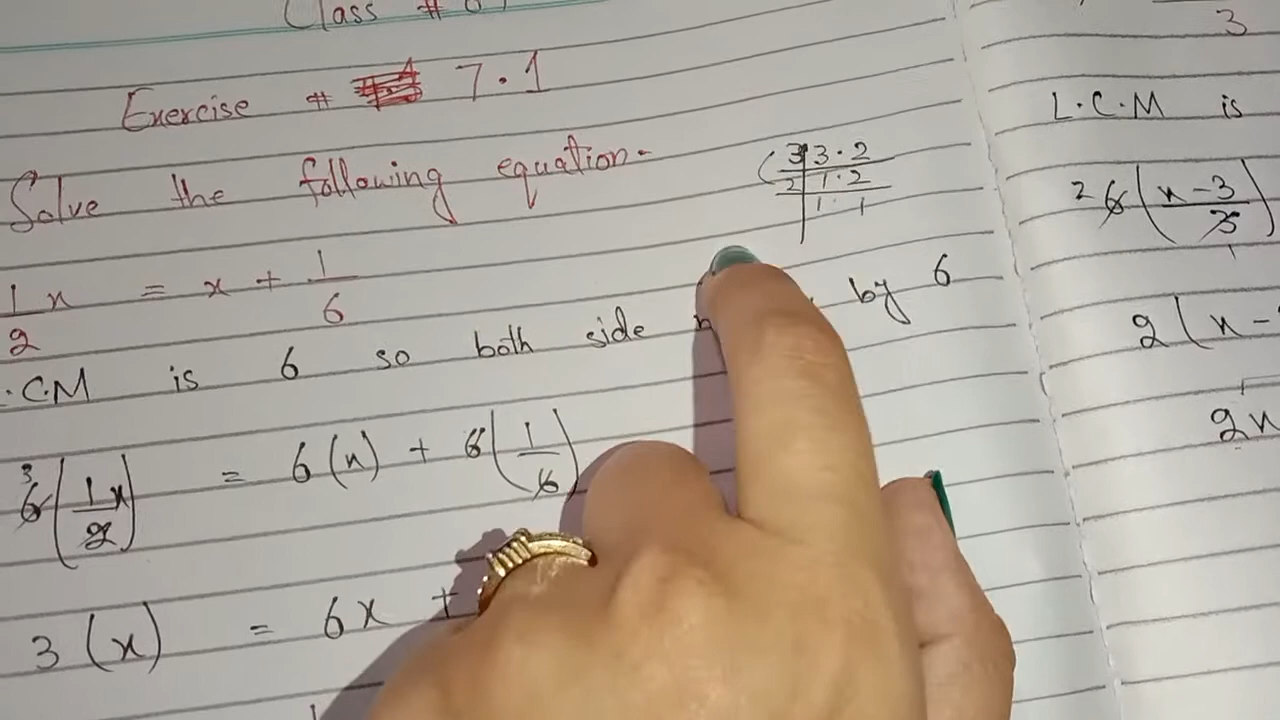 Class #
Exercise # 7.1
Solve the following equation.
3 3.2
2 1.2
1. 1
1/2 x = x + 1/6
.C.M is 6 so both side by 6
3 6(1/2 x) = 6(x) + 6(1/6)
3(x) = 6x +
3
L.C.M is
2 6(x-3/3)
2(x-
2x